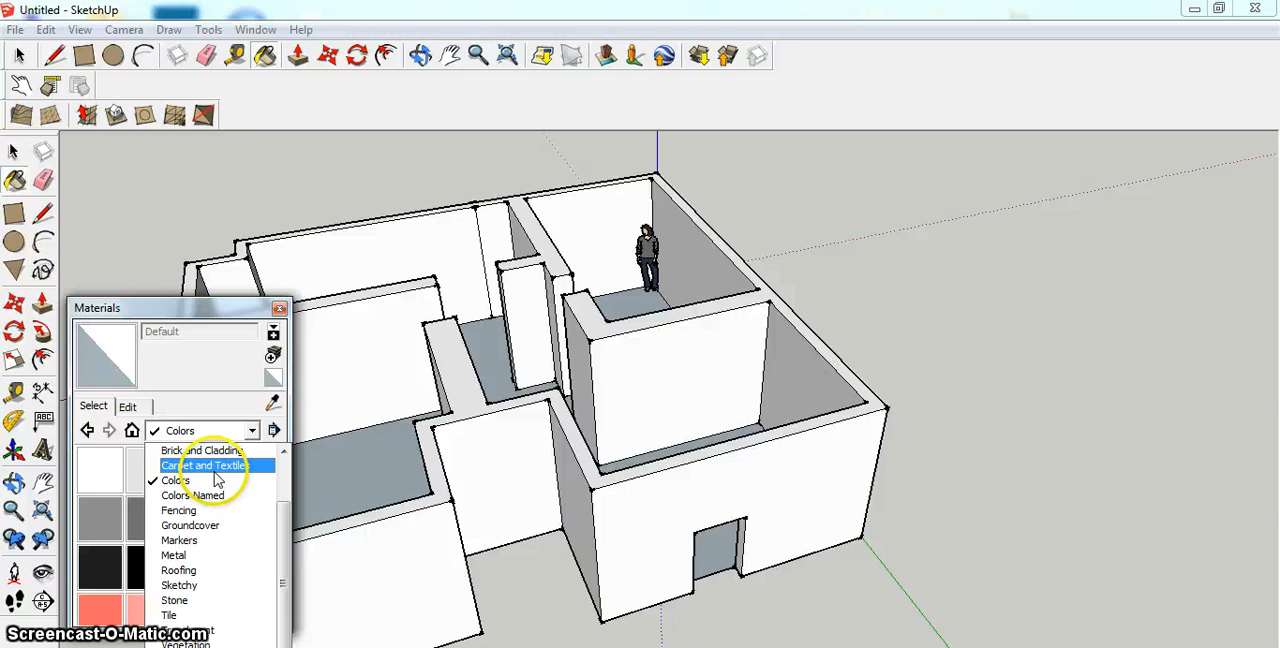 Untitled - SketchUp
File Edit View Camera Draw Tools Window Help
Materials
Default
Select Edit
Colors
Brick and Cladding
Carpet and Textiles
Colors
Colors-Named
Fencing
Groundcover
Markers
Metal
Roofing
Sketchy
Stone
Tile
Vegetation
ABC
Screencast-O-Matic.com